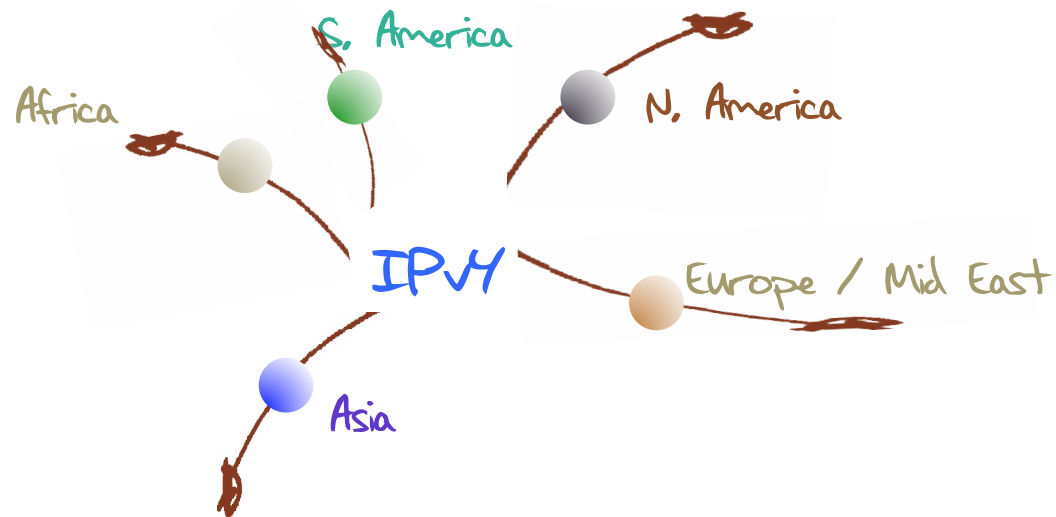 S. America
Africa
N. America
IPv4
Europe / Mid East
Asia